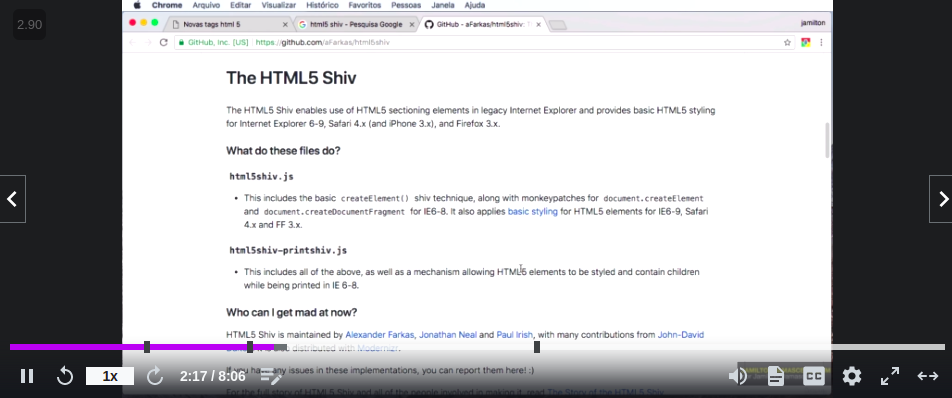 2.90
Chrome Arquivo Editar Visualizar Histórico Favoritos Pessoas Janela Ajuda
Novas tags html 5
html5 shiv - Pesquisa Google
GitHub - aFarkas/html5shiv:
jamilton
GitHub, Inc. [US] https://github.com/aFarkas/html5shiv
The HTML5 Shiv
The HTML5 Shiv enables use of HTML5 sectioning elements in legacy Internet Explorer and provides basic HTML5 styling
for Internet Explorer 6-9, Safari 4.x (and iPhone 3.x), and Firefox 3.x.
What do these files do?
html5shiv.js
• This includes the basic createElement() shiv technique, along with monkeypatches for document.createElement
and document.createDocumentFragment for IE6-8. It also applies basic styling for HTML5 elements for IE6-9, Safari
4.x and FF 3.x.
html5shiv-printshiv.js
• This includes all of the above, as well as a mechanism allowing HTML5 elements to be styled and contain children
while being printed in IE 6-8.
Who can I get mad at now?
HTML5 Shiv is maintained by Alexander Farkas, Jonathan Neal and Paul Irish, with many contributions from John-David
distributed with Modernizr.
If you have any issues in these implementations, you can report them here! :)
For the full story of HTML5 Shiv and all of the people involved in making it, read The Story of the HTML5 Shiv.
1x
2:17 / 8:06
CC